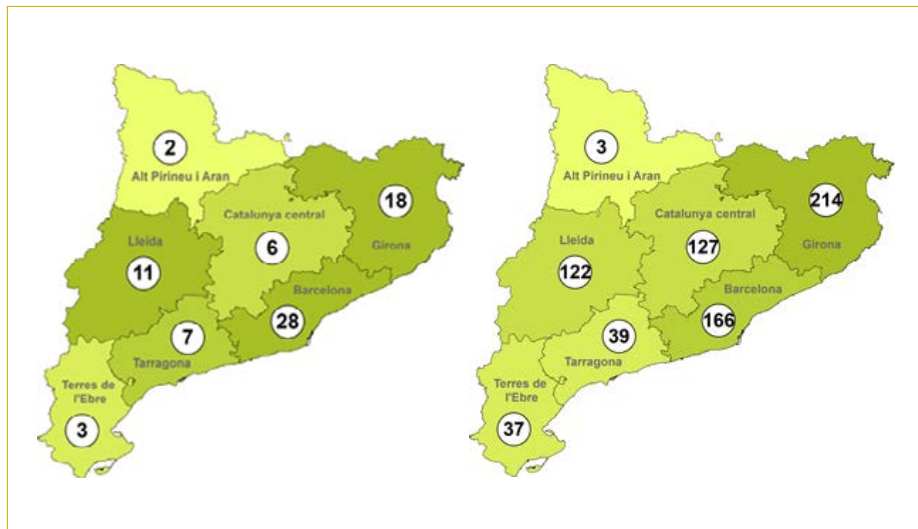 2
Alt Pirineu i Aran
18
Girona
Catalunya central
6
Lleida
11
Barcelona
28
7
Tarragona
Terres de
l'Ebre
3
3
Alt Pirineu i Aran
214
Girona
Catalunya central
127
Lleida
122
Barcelona
166
39
Tarragona
Terres de
l'Ebre
37